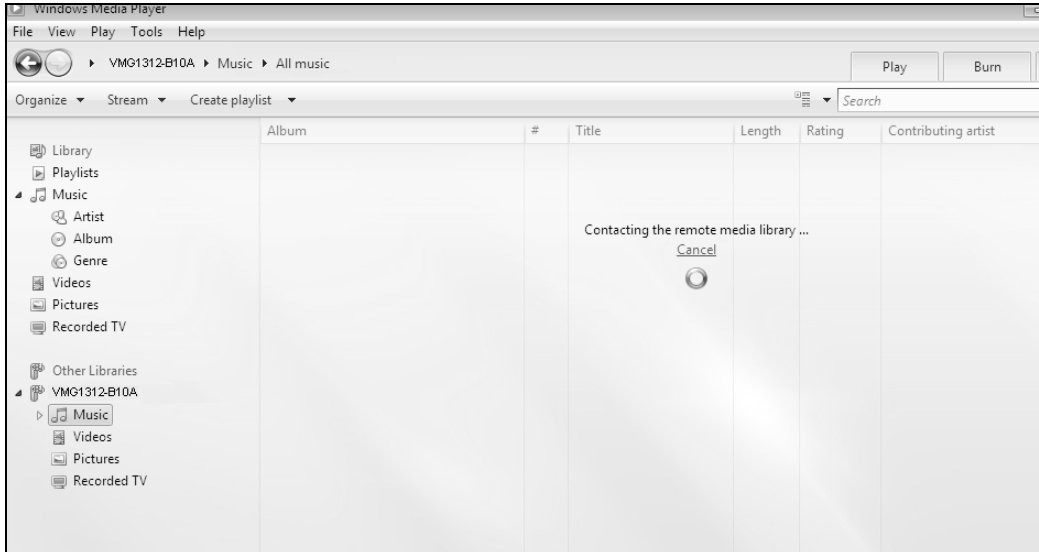 Windows Media Player
File View Play Tools Help
VMG1312-B10A Music All music
Play Burn
Organize Stream Create playlist Search
Album # Title Length Rating Contributing artist
Library
Playlists
Music
Artist
Album
Genre
Videos
Pictures
Recorded TV
Other Libraries
VMG1312-B10A
Music
Videos
Pictures
Recorded TV
Contacting the remote media library ...
Cancel